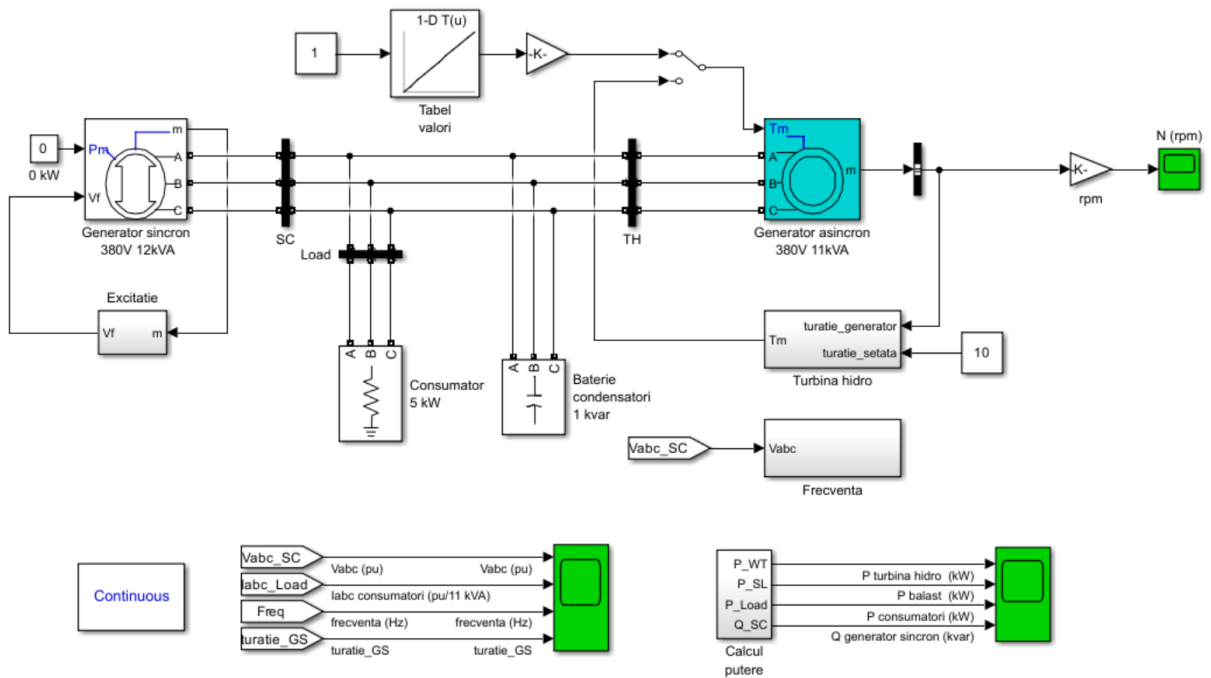 1-D T(u)
1
-K-
Tabel
valori
0
0 kW
Pm
m
A
B
C
Vf
Generator sincron
380V 12kVA
SC
Load
TH
Tm
A
B
C
m
Generator asincron
380V 11kVA
-K-
rpm
N (rpm)
Excitatie
Vf
m
A
B
C
Consumator
5 kW
A
B
C
Baterie
condensatori
1 kvar
turatie_generator
Tm
turatie_setata
10
Turbina hidro
Vabc_SC
Vabc
Frecventa
Continuous
Vabc_SC
Vabc (pu)
Vabc (pu)
Iabc_Load
Iabc consumatori (pu/11 kVA)
Freq
frecventa (Hz)
frecventa (Hz)
turatie_GS
turatie_GS
turatie_GS
P_WT
P turbina hidro (kW)
P_SL
P balast (kW)
P_Load
P consumatori (kW)
Q_SC
Q generator sincron (kvar)
Calcul
putere